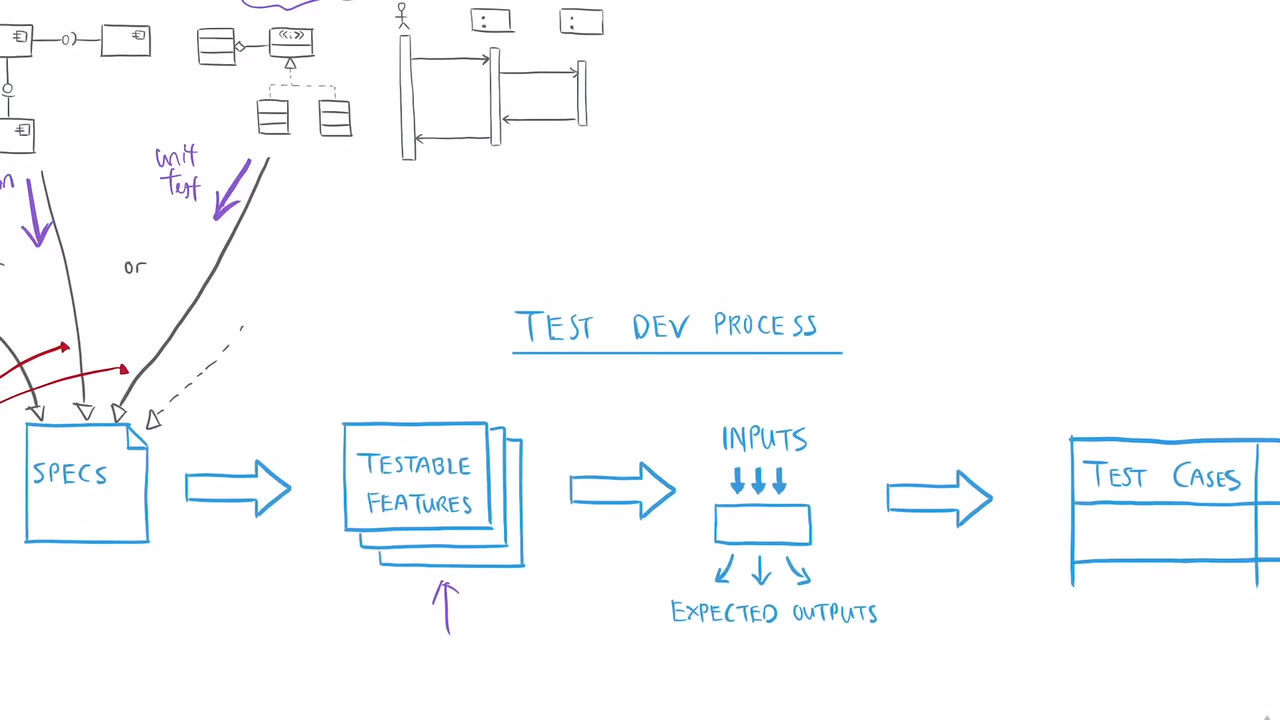 «i»
:
:
unit
test
or
TEST DEV PROCESS
SPECS
TESTABLE
FEATURES
INPUTS
EXPECTED OUTPUTS
TEST CASES